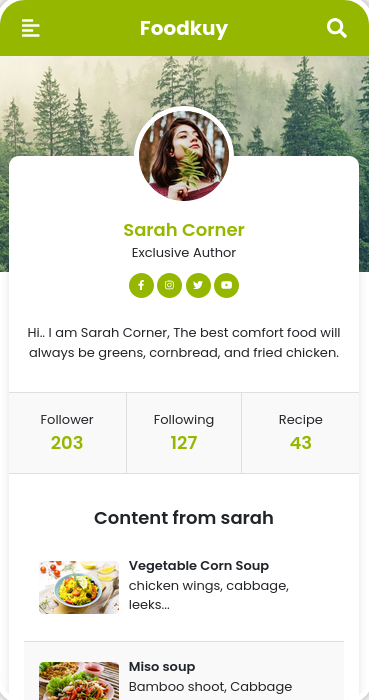 Foodkuy
Sarah Corner
Exclusive Author
Hi.. I am Sarah Corner, The best comfort food will
always be greens, cornbread, and fried chicken.
Follower
203
Following
127
Recipe
43
Content from sarah
Vegetable Corn Soup
chicken wings, cabbage,
leeks...
Miso soup
Bamboo shoot, Cabbage